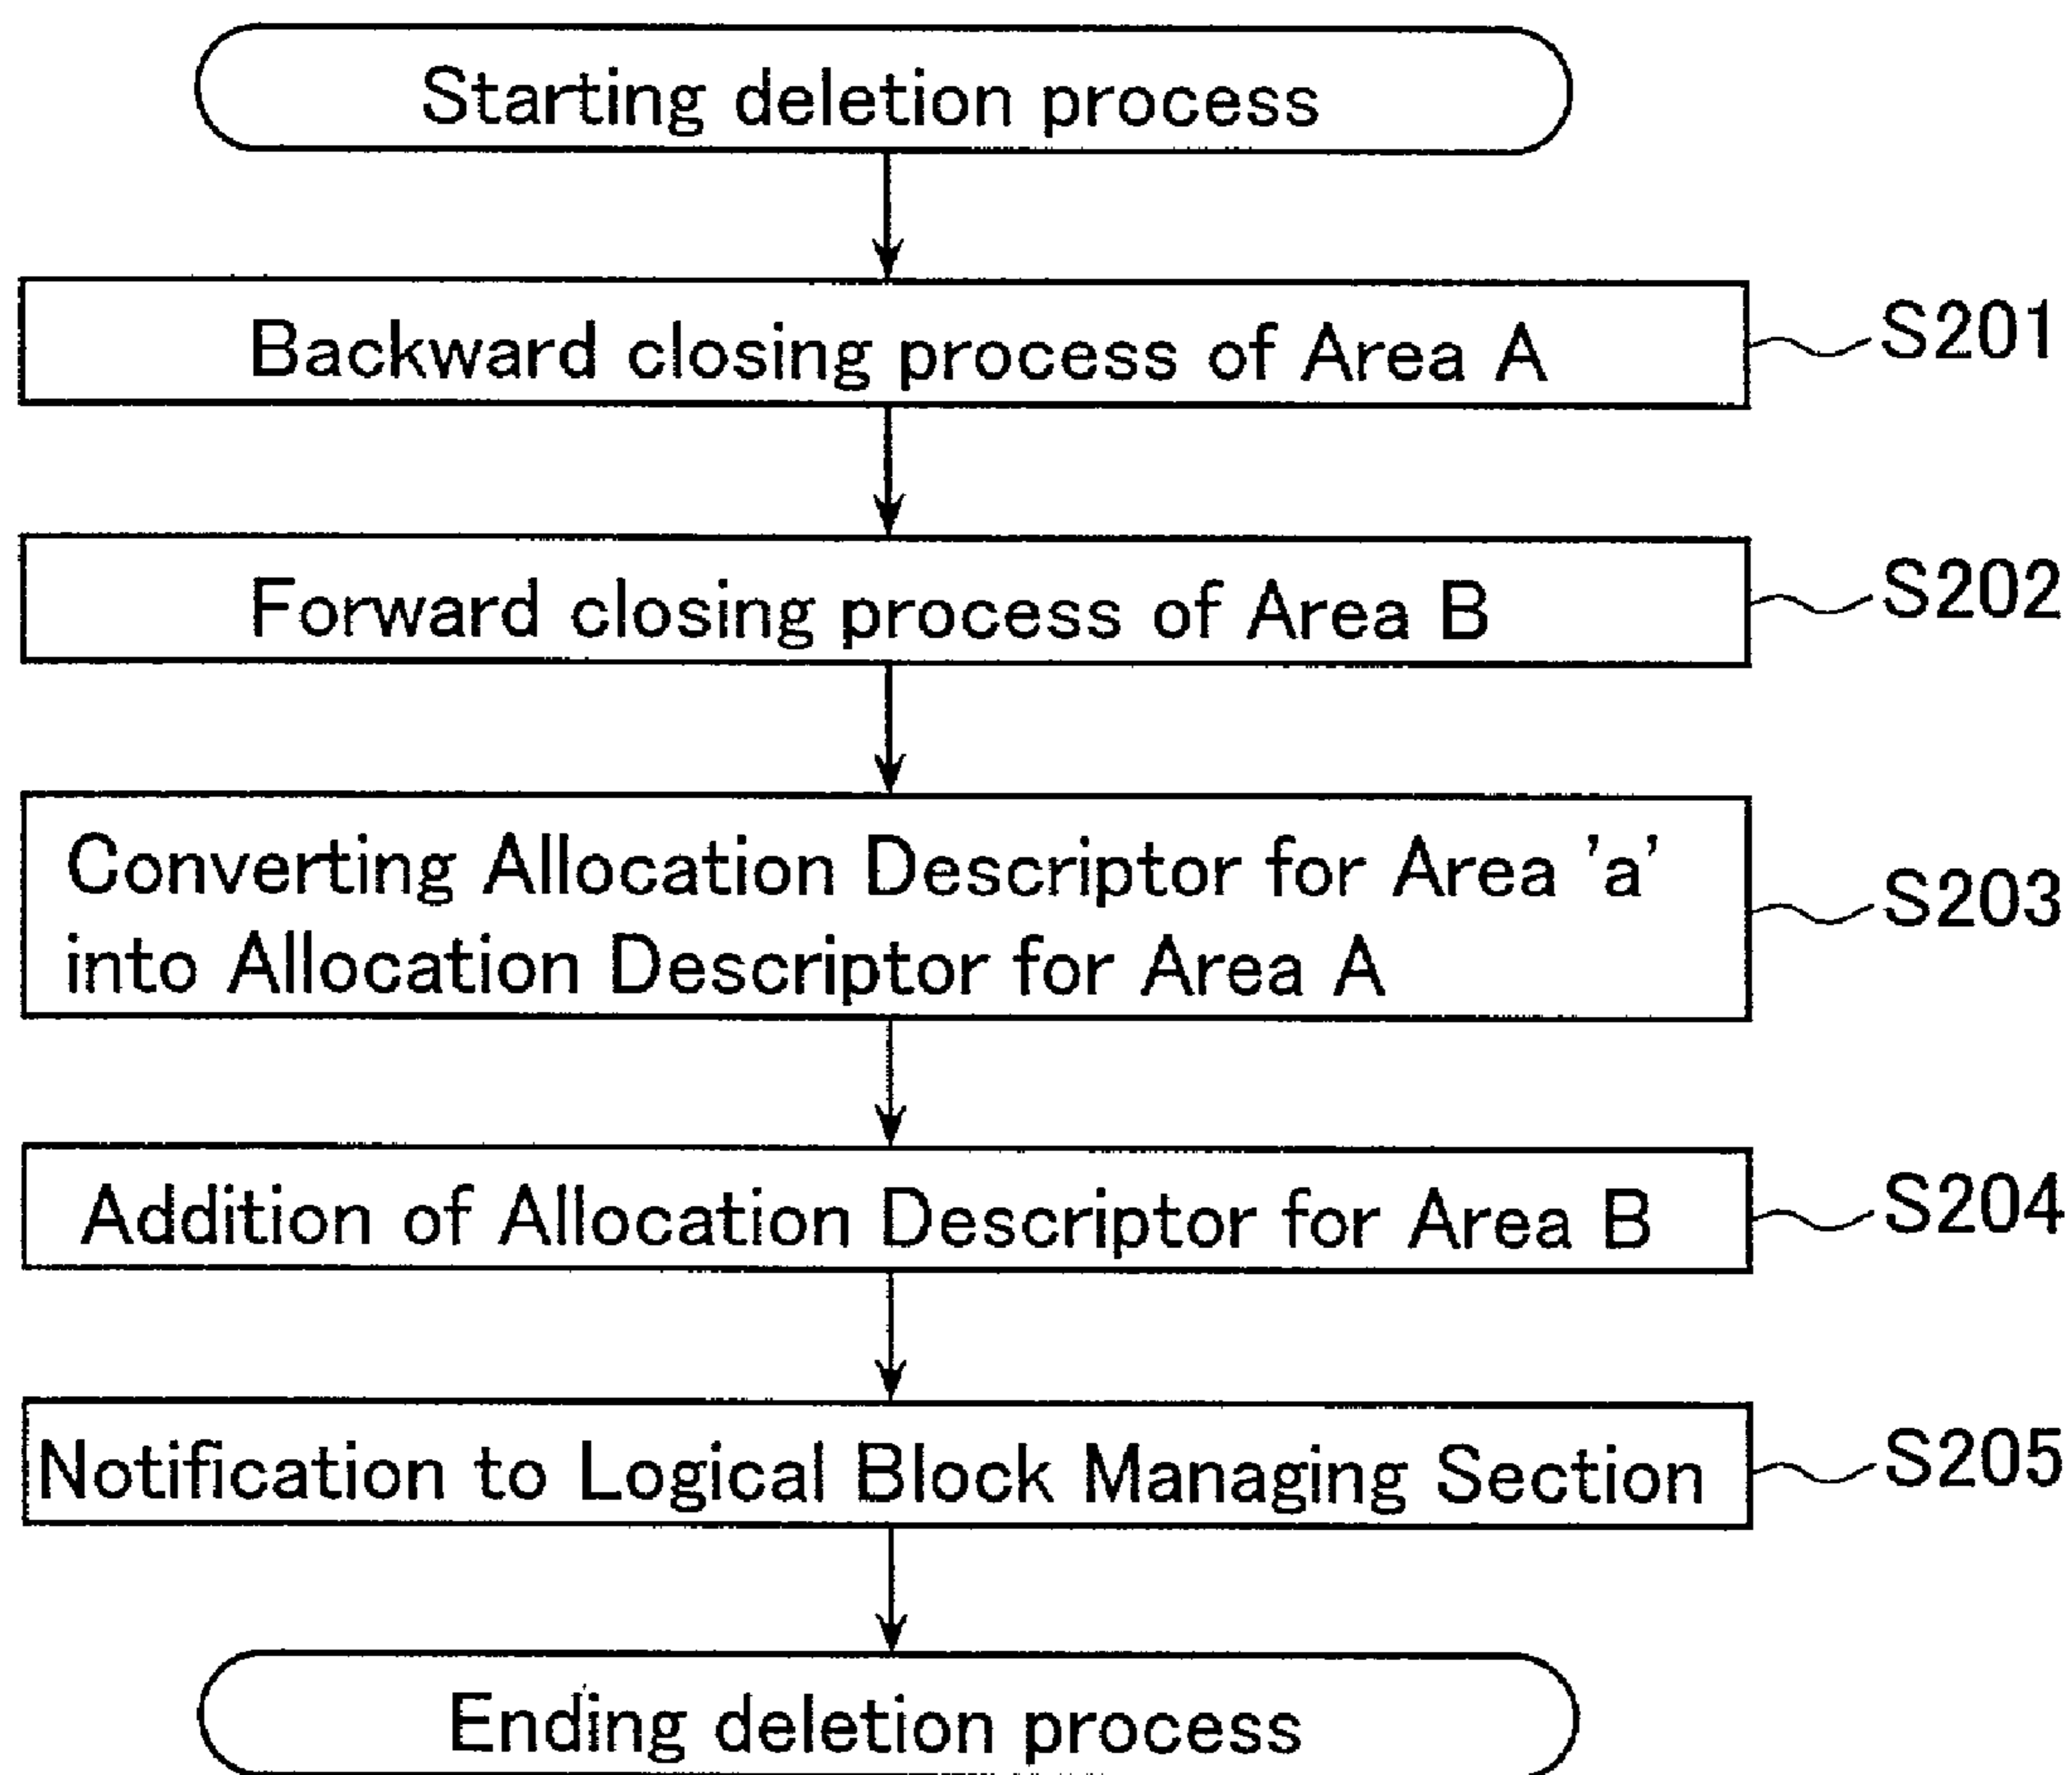 Starting deletion process
Backward closing process of Area A
S201
Forward closing process of Area B
S202
Converting Allocation Descriptor for Area 'a'
into Allocation Descriptor for Area A
S203
Addition of Allocation Descriptor for Area B
S204
Notification to Logical Block Managing Section
S205
Ending deletion process